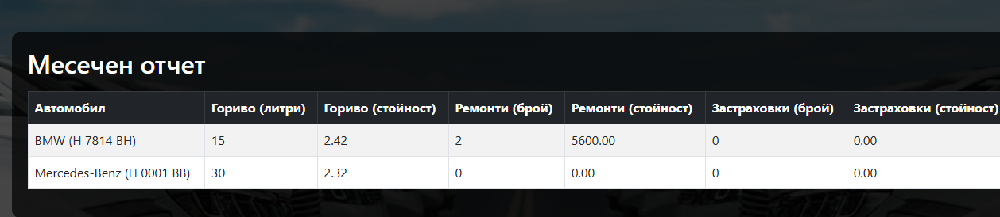 Месечен отчет
Автомобил Гориво (литри) Гориво (стойност) Ремонти (брой) Ремонти (стойност) Застраховки (брой) Застраховки (стойност)
BMW (H 7814 BH) 15 2.42 2 5600.00 0 0.00
Mercedes-Benz (H 0001 BB) 30 2.32 0 0.00 0 0.00